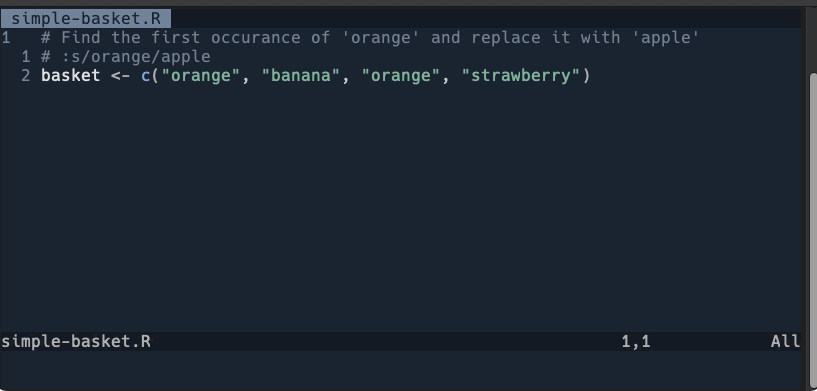 simple-basket.R
1   # Find the first occurance of 'orange' and replace it with 'apple'
  1 # :s/orange/apple
  2 basket <- c("orange", "banana", "orange", "strawberry")
simple-basket.R 1,1 All